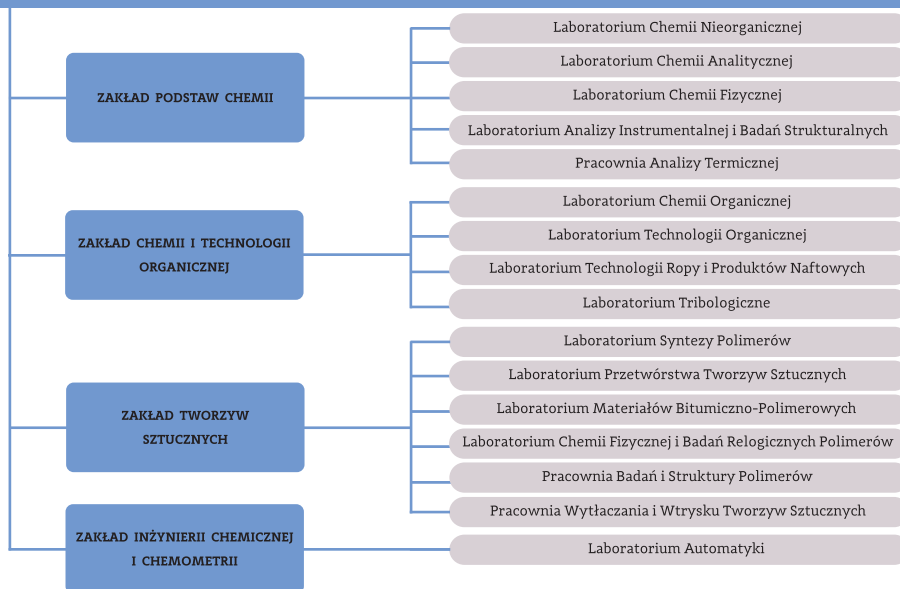 ZAKŁAD PODSTAW CHEMII
Laboratorium Chemii Nieorganicznej
Laboratorium Chemii Analitycznej
Laboratorium Chemii Fizycznej
Laboratorium Analizy Instrumentalnej i Badań Strukturalnych
Pracownia Analizy Termicznej
ZAKŁAD CHEMII I TECHNOLOGII
ORGANICZNEJ
Laboratorium Chemii Organicznej
Laboratorium Technologii Organicznej
Laboratorium Technologii Ropy i Produktów Naftowych
Laboratorium Tribologiczne
ZAKŁAD TWORZYW
SZTUCZNYCH
Laboratorium Syntezy Polimerów
Laboratorium Przetwórstwa Tworzyw Sztucznych
Laboratorium Materiałów Bitumiczno-Polimerowych
Laboratorium Chemii Fizycznej i Badań Relogicznych Polimerów
Pracownia Badań i Struktury Polimerów
Pracownia Wytłaczania i Wtrysku Tworzyw Sztucznych
ZAKŁAD INŻYNIERII CHEMICZNEJ
I CHEMOMETRII
Laboratorium Automatyki